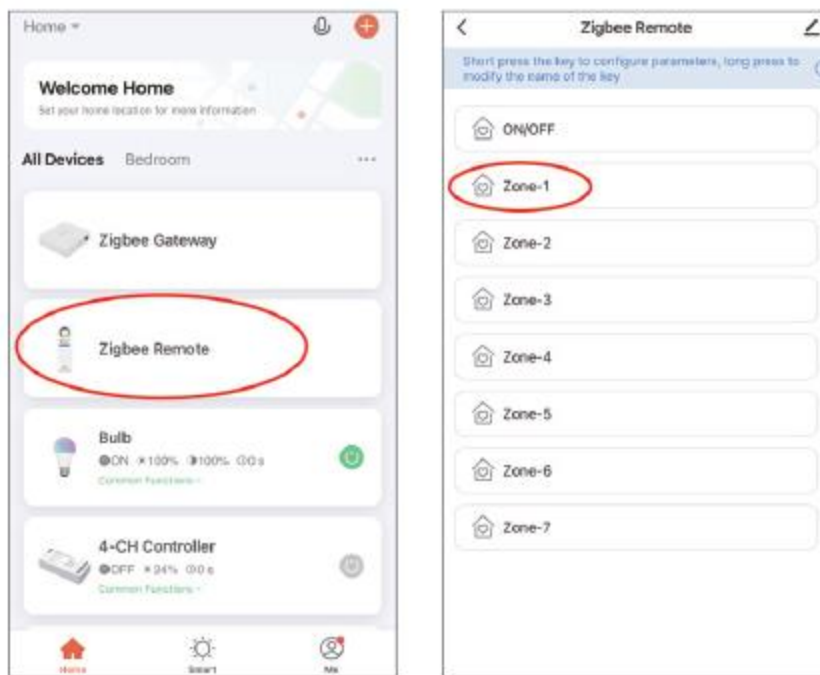 Home
Welcome Home
Set your home location for more information
All Devices Bedroom
Zigbee Gateway
Zigbee Remote
Bulb
ON 100% 100% 0 s
Common Functions
4-CH Controller
OFF 24% 0 s
Common Functions
Home Smart Me
Zigbee Remote
Short press the key to configure parameters, long press to
modify the name of the key
ON/OFF
Zone-1
Zone-2
Zone-3
Zone-4
Zone-5
Zone-6
Zone-7